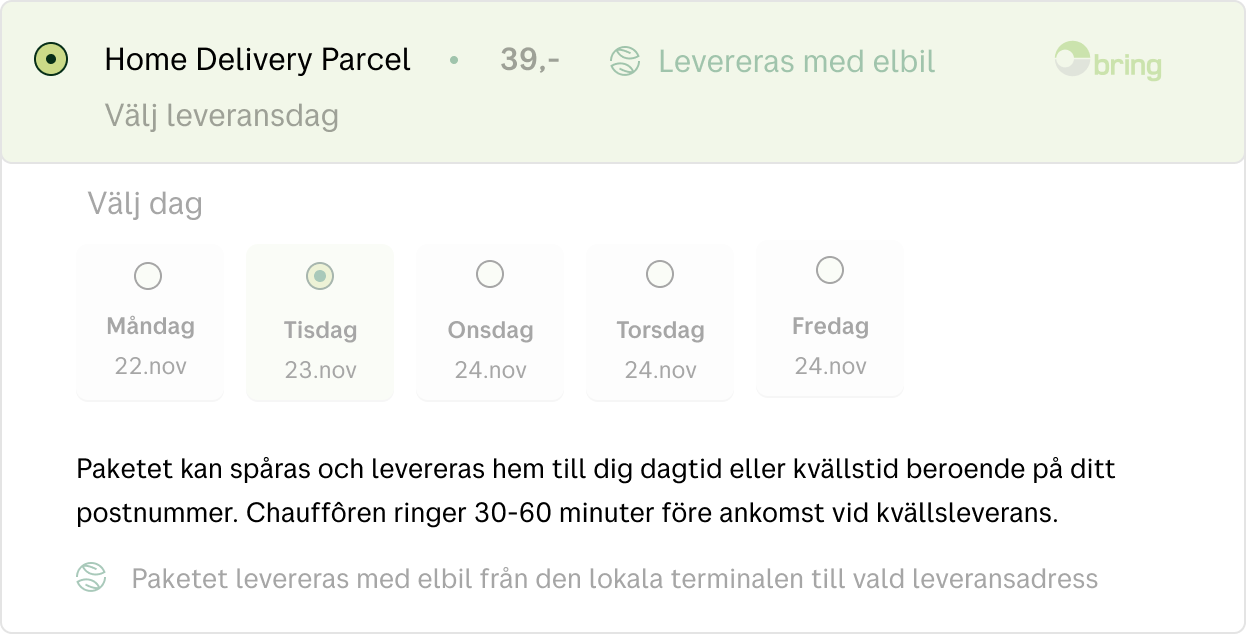 Home Delivery Parcel • 39,- Levereras med elbil bring
Välj leveransdag
Välj dag
Måndag Tisdag Onsdag Torsdag Fredag
22.nov 23.nov 24.nov 24.nov 24.nov
Paketet kan spåras och levereras hem till dig dagtid eller kvällstid beroende på ditt
postnummer. Chauffôren ringer 30-60 minuter före ankomst vid kvällsleverans.
Paketet levereras med elbil från den lokala terminalen till vald leveransadress